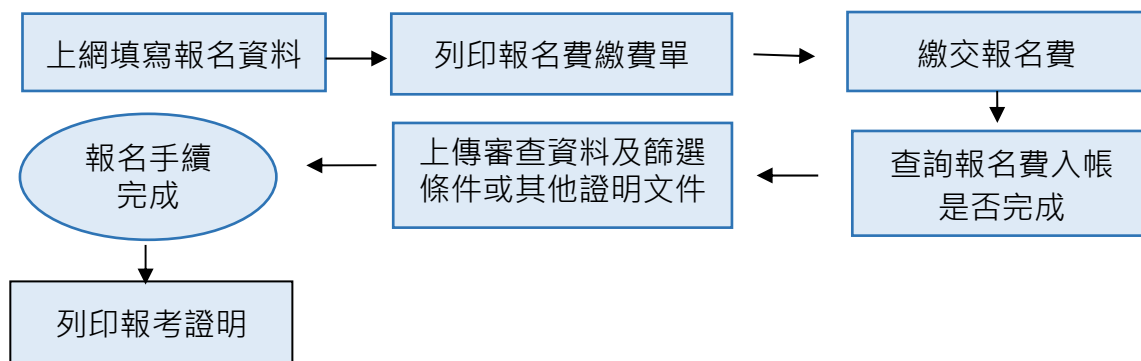 上網填寫報名資料
列印報名費繳費單
繳交報名費
查詢報名費入帳
是否完成
上傳審查資料及篩選
條件或其他證明文件
報名手續
完成
列印報考證明